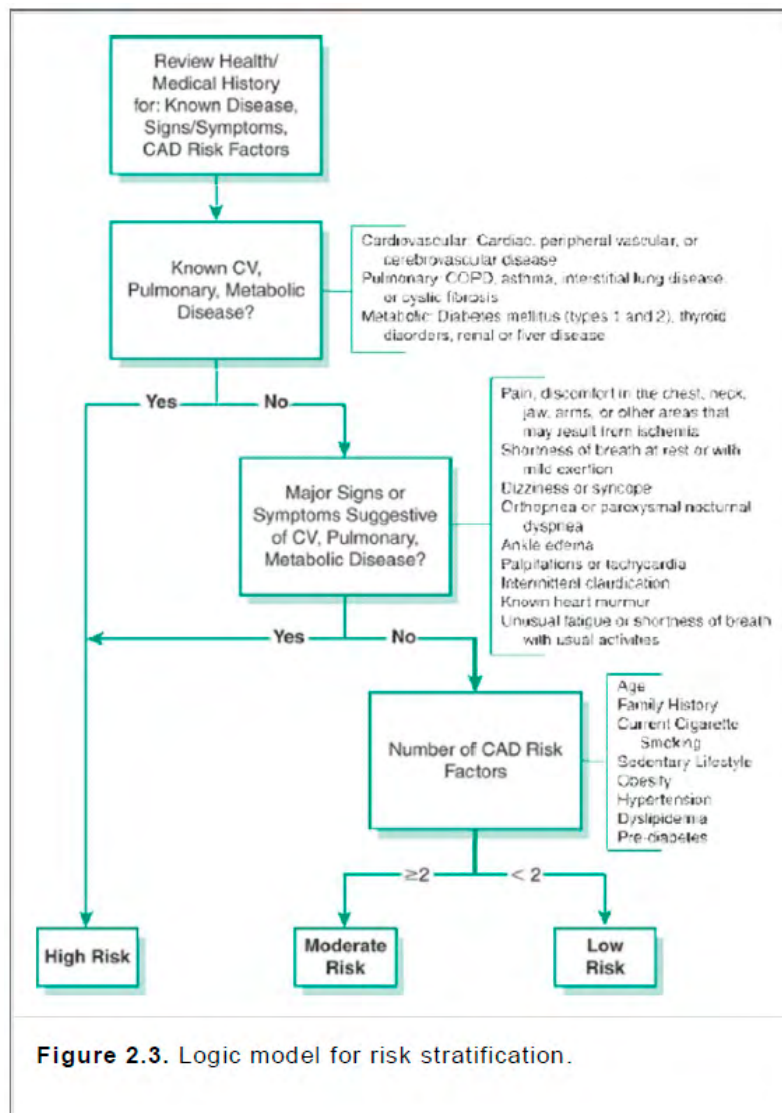 Review Health/
Medical History
for: Known Disease,
Signs/Symptoms,
CAD Risk Factors
Known CV,
Pulmonary, Metabolic
Disease?
Cardiovascular: Cardiac, peripheral vascular, or
cerebrovascular disease
Pulmonary: COPD, asthma, interstitial lung disease
or cystic fibrosis
Metabolic: Diabetes mellitus (types 1 and 2), thyroid
disorders, renal or liver disease
Yes
No
Major Signs or
Symptoms Suggestive
of CV, Pulmonary,
Metabolic Disease?
Pain, discomfort in the chest, neck,
jaw, arms, or other areas that
may result from ischemia
Shortness of breath at rest or with
mild exertion
Dizziness or syncope
Orthopnea or paroxysmal nocturnal
dyspnea
Ankle edema
Palpitations or tachycardia
Intermittent claudication
Known heart murmur
Unusual fatigue or shortness of breath
with usual activities
Yes
No
Number of CAD Risk
Factors
Age
Family History
Current Cigarette
Smoking
Sedentary Lifestyle
Obesity
Hypertension
Dyslipidemia
Pre-diabetes
≥2
< 2
High Risk
Moderate
Risk
Low
Risk
Figure 2.3. Logic model for risk stratification.